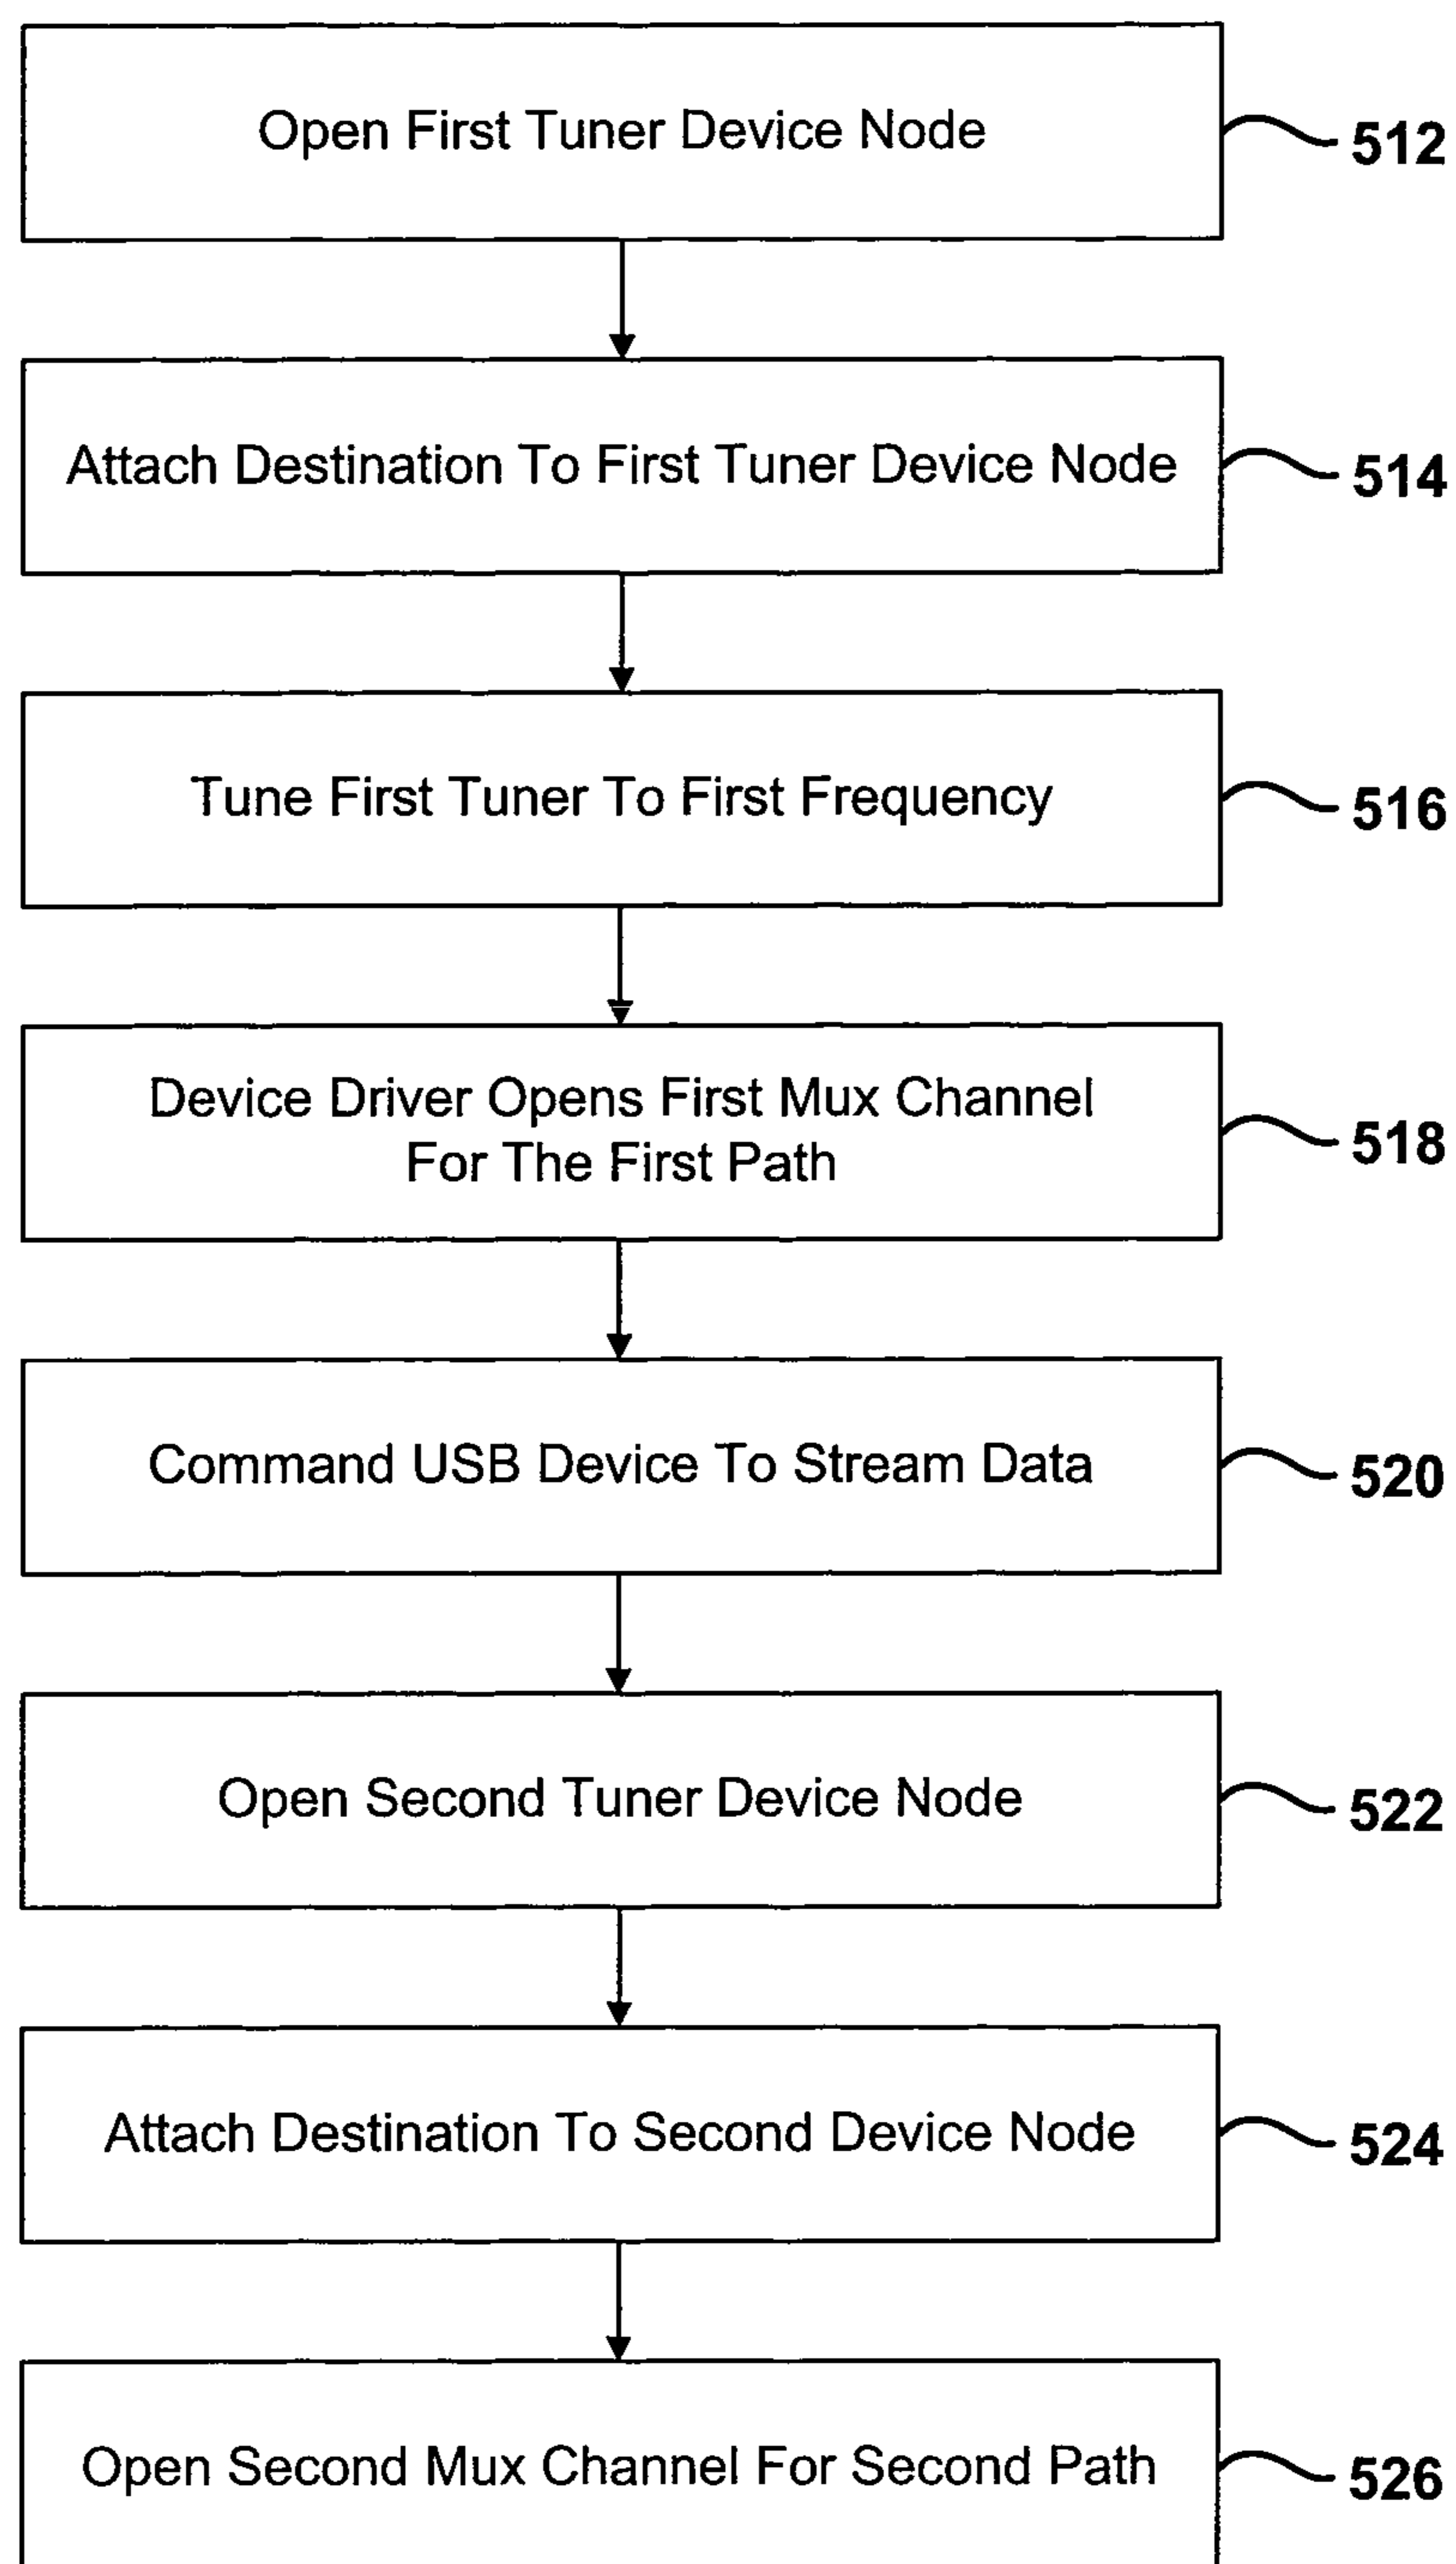 Open First Tuner Device Node
512
Attach Destination To First Tuner Device Node
514
Tune First Tuner To First Frequency
516
Device Driver Opens First Mux Channel
For The First Path
518
Command USB Device To Stream Data
520
Open Second Tuner Device Node
522
Attach Destination To Second Device Node
524
Open Second Mux Channel For Second Path
526